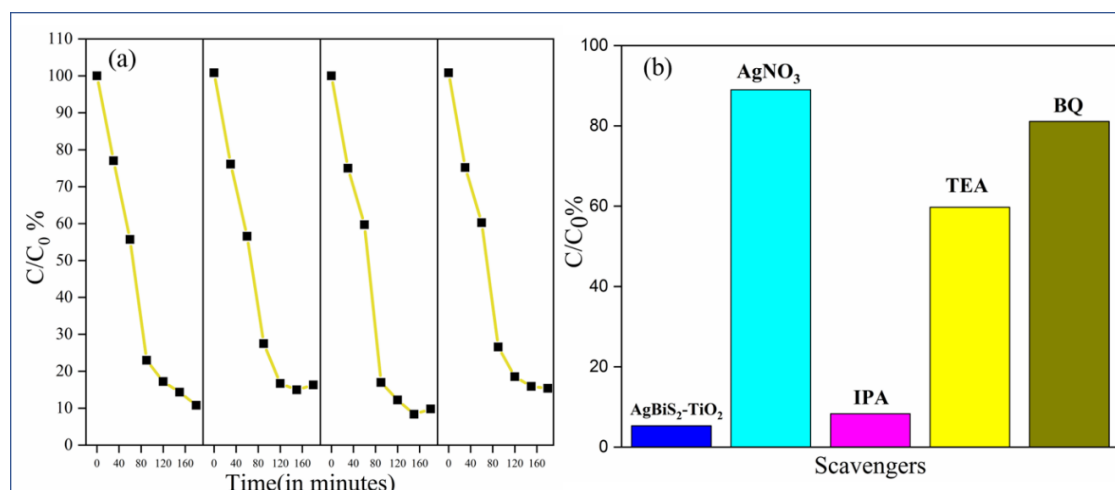 (a)
110
100
90
80
70
60
50
40
30
20
10
0
C/C₀ %
0 40 80 120 160 0 40 80 120 160 0 40 80 120 160 0 40 80 120 160
Time(in minutes)
(b)
100
80
60
40
20
0
C/C0%
AgBiS₂-TiO₂
AgNO₃
IPA
TEA
BQ
Scavengers